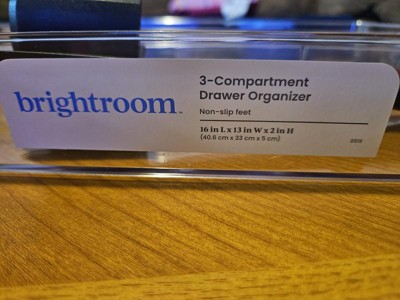 brightroom™
3-Compartment
Drawer Organizer
Non-slip feet
16 in L x 13 in W x 2 in H
(40.6 cm x 33 cm x 5 cm)